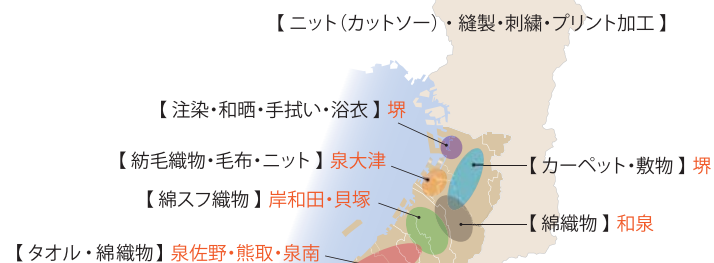 【 ニット（カットソー）・ 縫製・刺繍・プリント加工 】
【 注染・和晒・手拭い・浴衣 】堺
【 紡毛織物・毛布・ニット 】泉大津
【 カーペット・敷物 】堺
【 綿スフ織物 】岸和田・貝塚
【 綿織物 】和泉
【 タオル ・ 綿織物】泉佐野・熊取・泉南